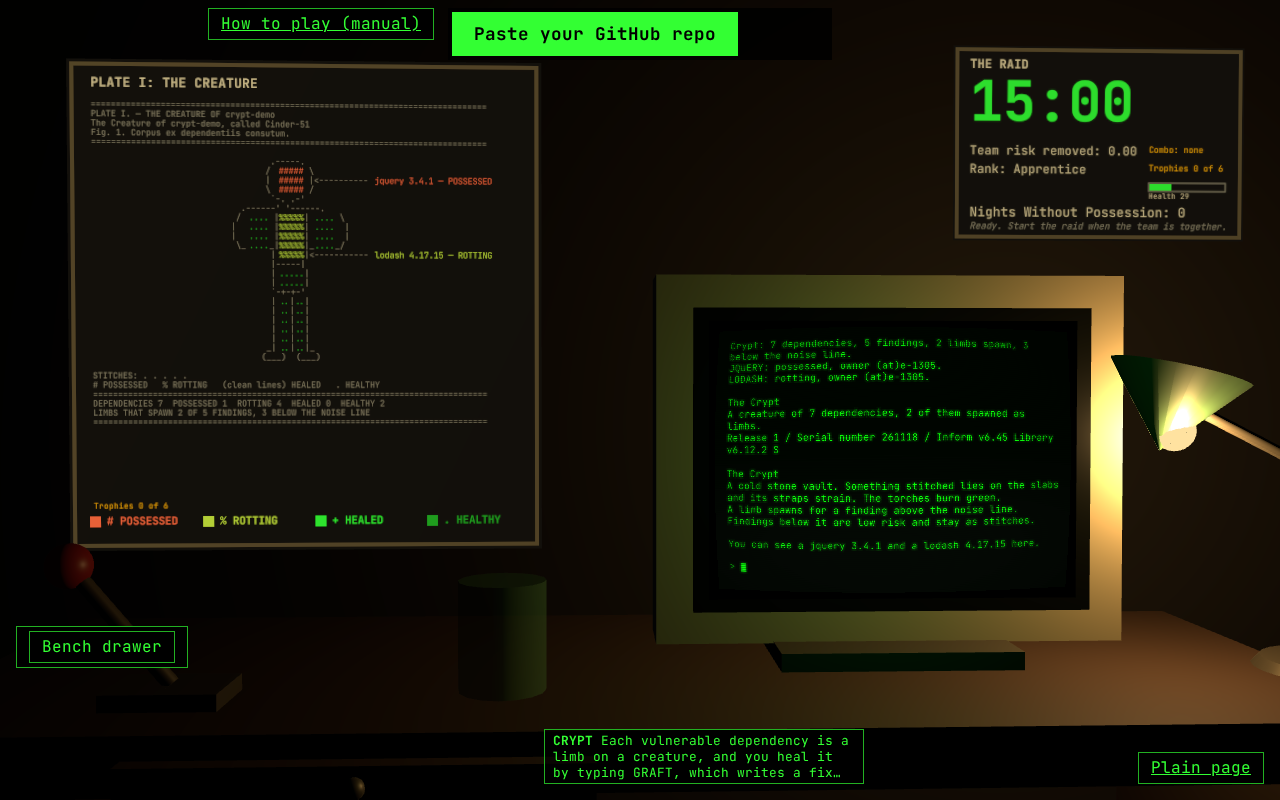 How to play (manual)
Paste your GitHub repo
PLATE I: THE CREATURE
PLATE I. — THE CREATURE OF crypt-demo
The Creature of crypt-demo, called Cinder-51
Fig. 1. Corpus ex dependentiis consutum.
jquery 3.4.1 — POSSESSED
lodash 4.17.15 — ROTTING
STITCHES: . . . . .
# POSSESSED % ROTTING (clean lines) HEALED . HEALTHY
DEPENDENCIES 7 POSSESSED 1 ROTTING 4 HEALED 0 HEALTHY 2
LIMBS THAT SPAWN 2 OF 5 FINDINGS, 3 BELOW THE NOISE LINE
Trophies 0 of 6
# POSSESSED
% ROTTING
+ HEALED
. HEALTHY
THE RAID
15:00
Team risk removed: 0.00
Combo: none
Rank: Apprentice
Trophies 0 of 6
Health 29
Nights Without Possession: 0
Ready. Start the raid when the team is together.
Crypt: 7 dependencies, 5 findings, 2 limbs spawn, 3
below the noise line.
JQuERY: possessed, owner (at)e-1305.
LODASH: rotting, owner (at)e-1305.
The Crypt
A creature of 7 dependencies, 2 of them spawned as
limbs.
Release 1 / Serial number 261118 / Inform v6.45 Library
v6.12.2 S
The Crypt
A cold stone vault. Something stitched lies on the slabs
and its straps strain. The torches burn green.
A limb spawns for a finding above the noise line.
Findings below it are low risk and stay as stitches.
You can see a jquery 3.4.1 and a lodash 4.17.15 here.
>
Bench drawer
CRYPT Each vulnerable dependency is a
limb on a creature, and you heal it
by typing GRAFT, which writes a fix…
Plain page